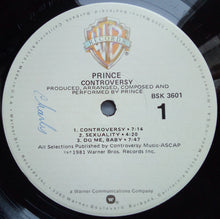 PRINCE
CONTROVERSY
PRODUCED, ARRANGED, COMPOSED AND
PERFORMED BY PRINCE
BSK 3601
1
1. CONTROVERSY • 7:14
2. SEXUALITY • 4:20
3. DO ME, BABY • 7:47
All Selections Published by Controversy Music-ASCAP
℗ 1981 Warner Bros. Records Inc.
a Warner Communications Company